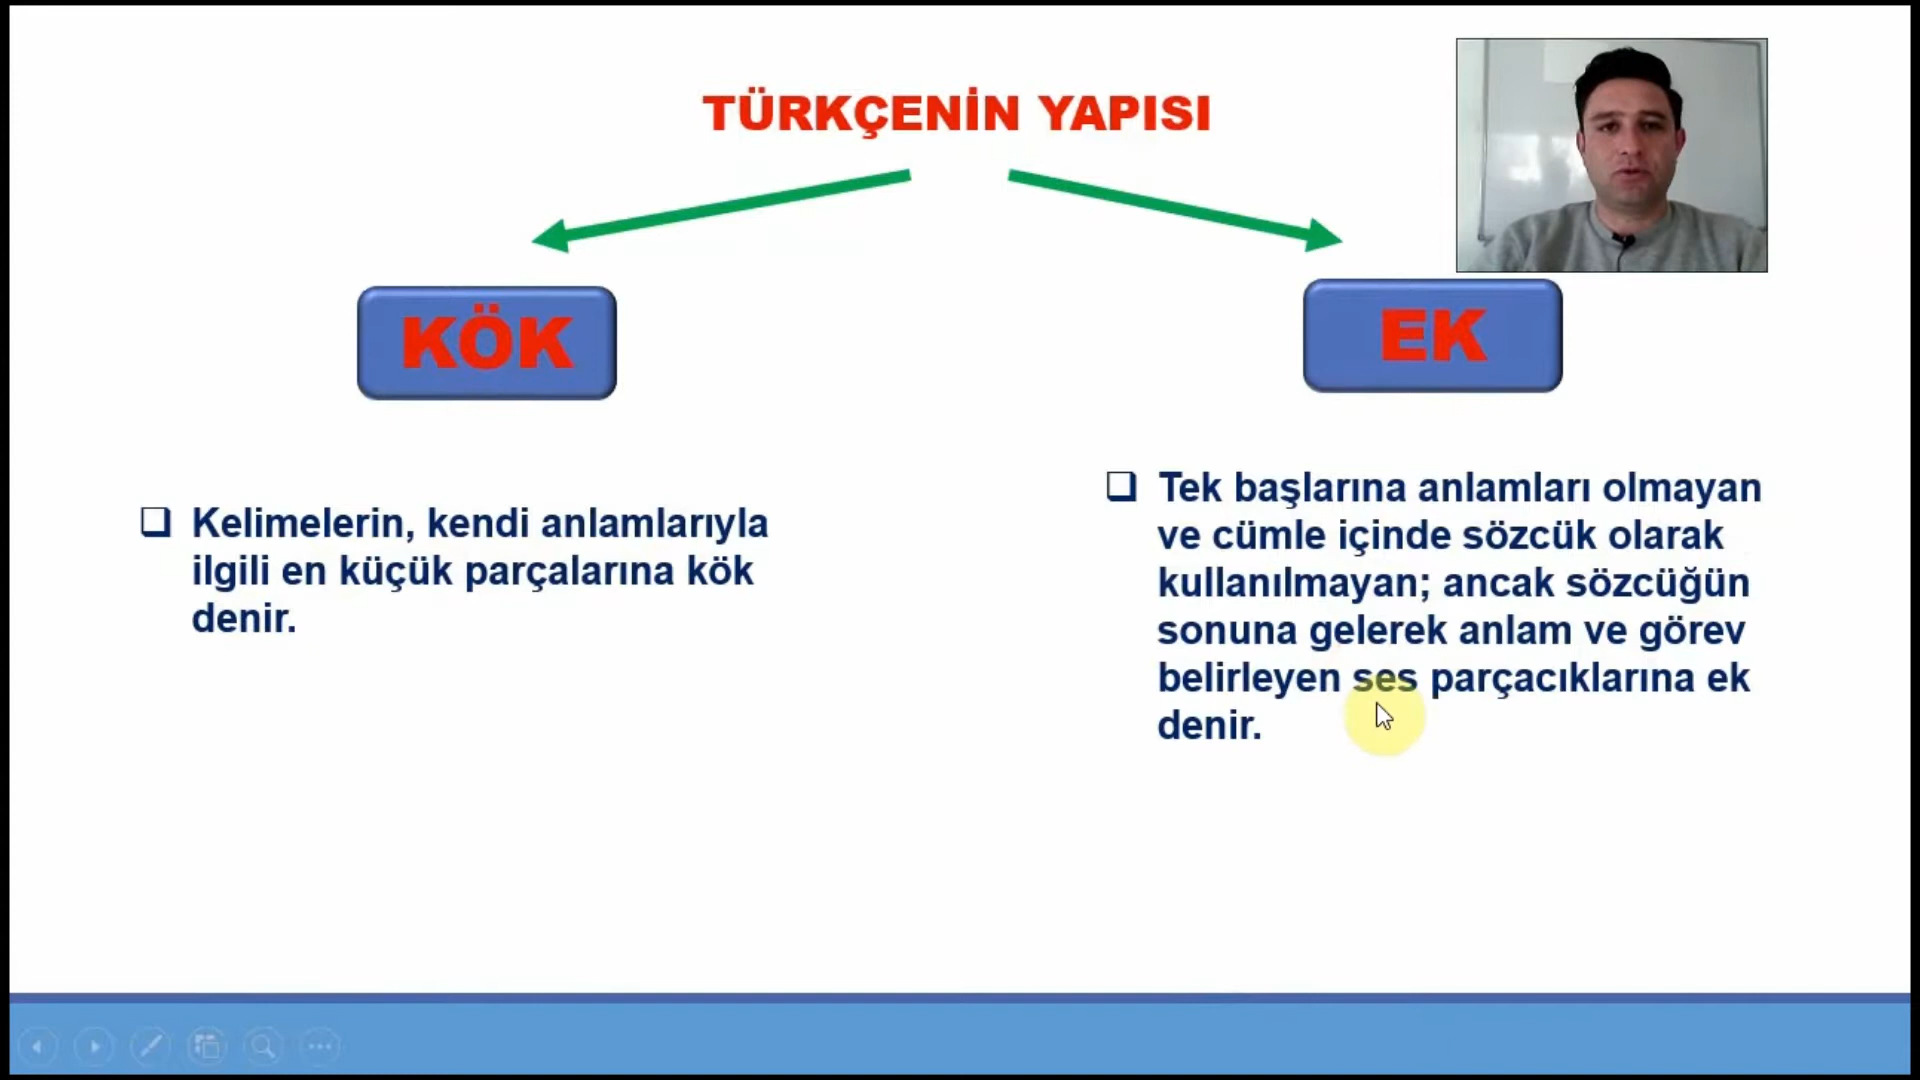 TÜRKÇENİN YAPISI
KÖK
EK
Kelimelerin, kendi anlamlarıyla
ilgili en küçük parçalarına kök
denir.
Tek başlarına anlamları olmayan
ve cümle içinde sözcük olarak
kullanılmayan; ancak sözcüğün
sonuna gelerek anlam ve görev
belirleyen ses parçacıklarına ek
denir.